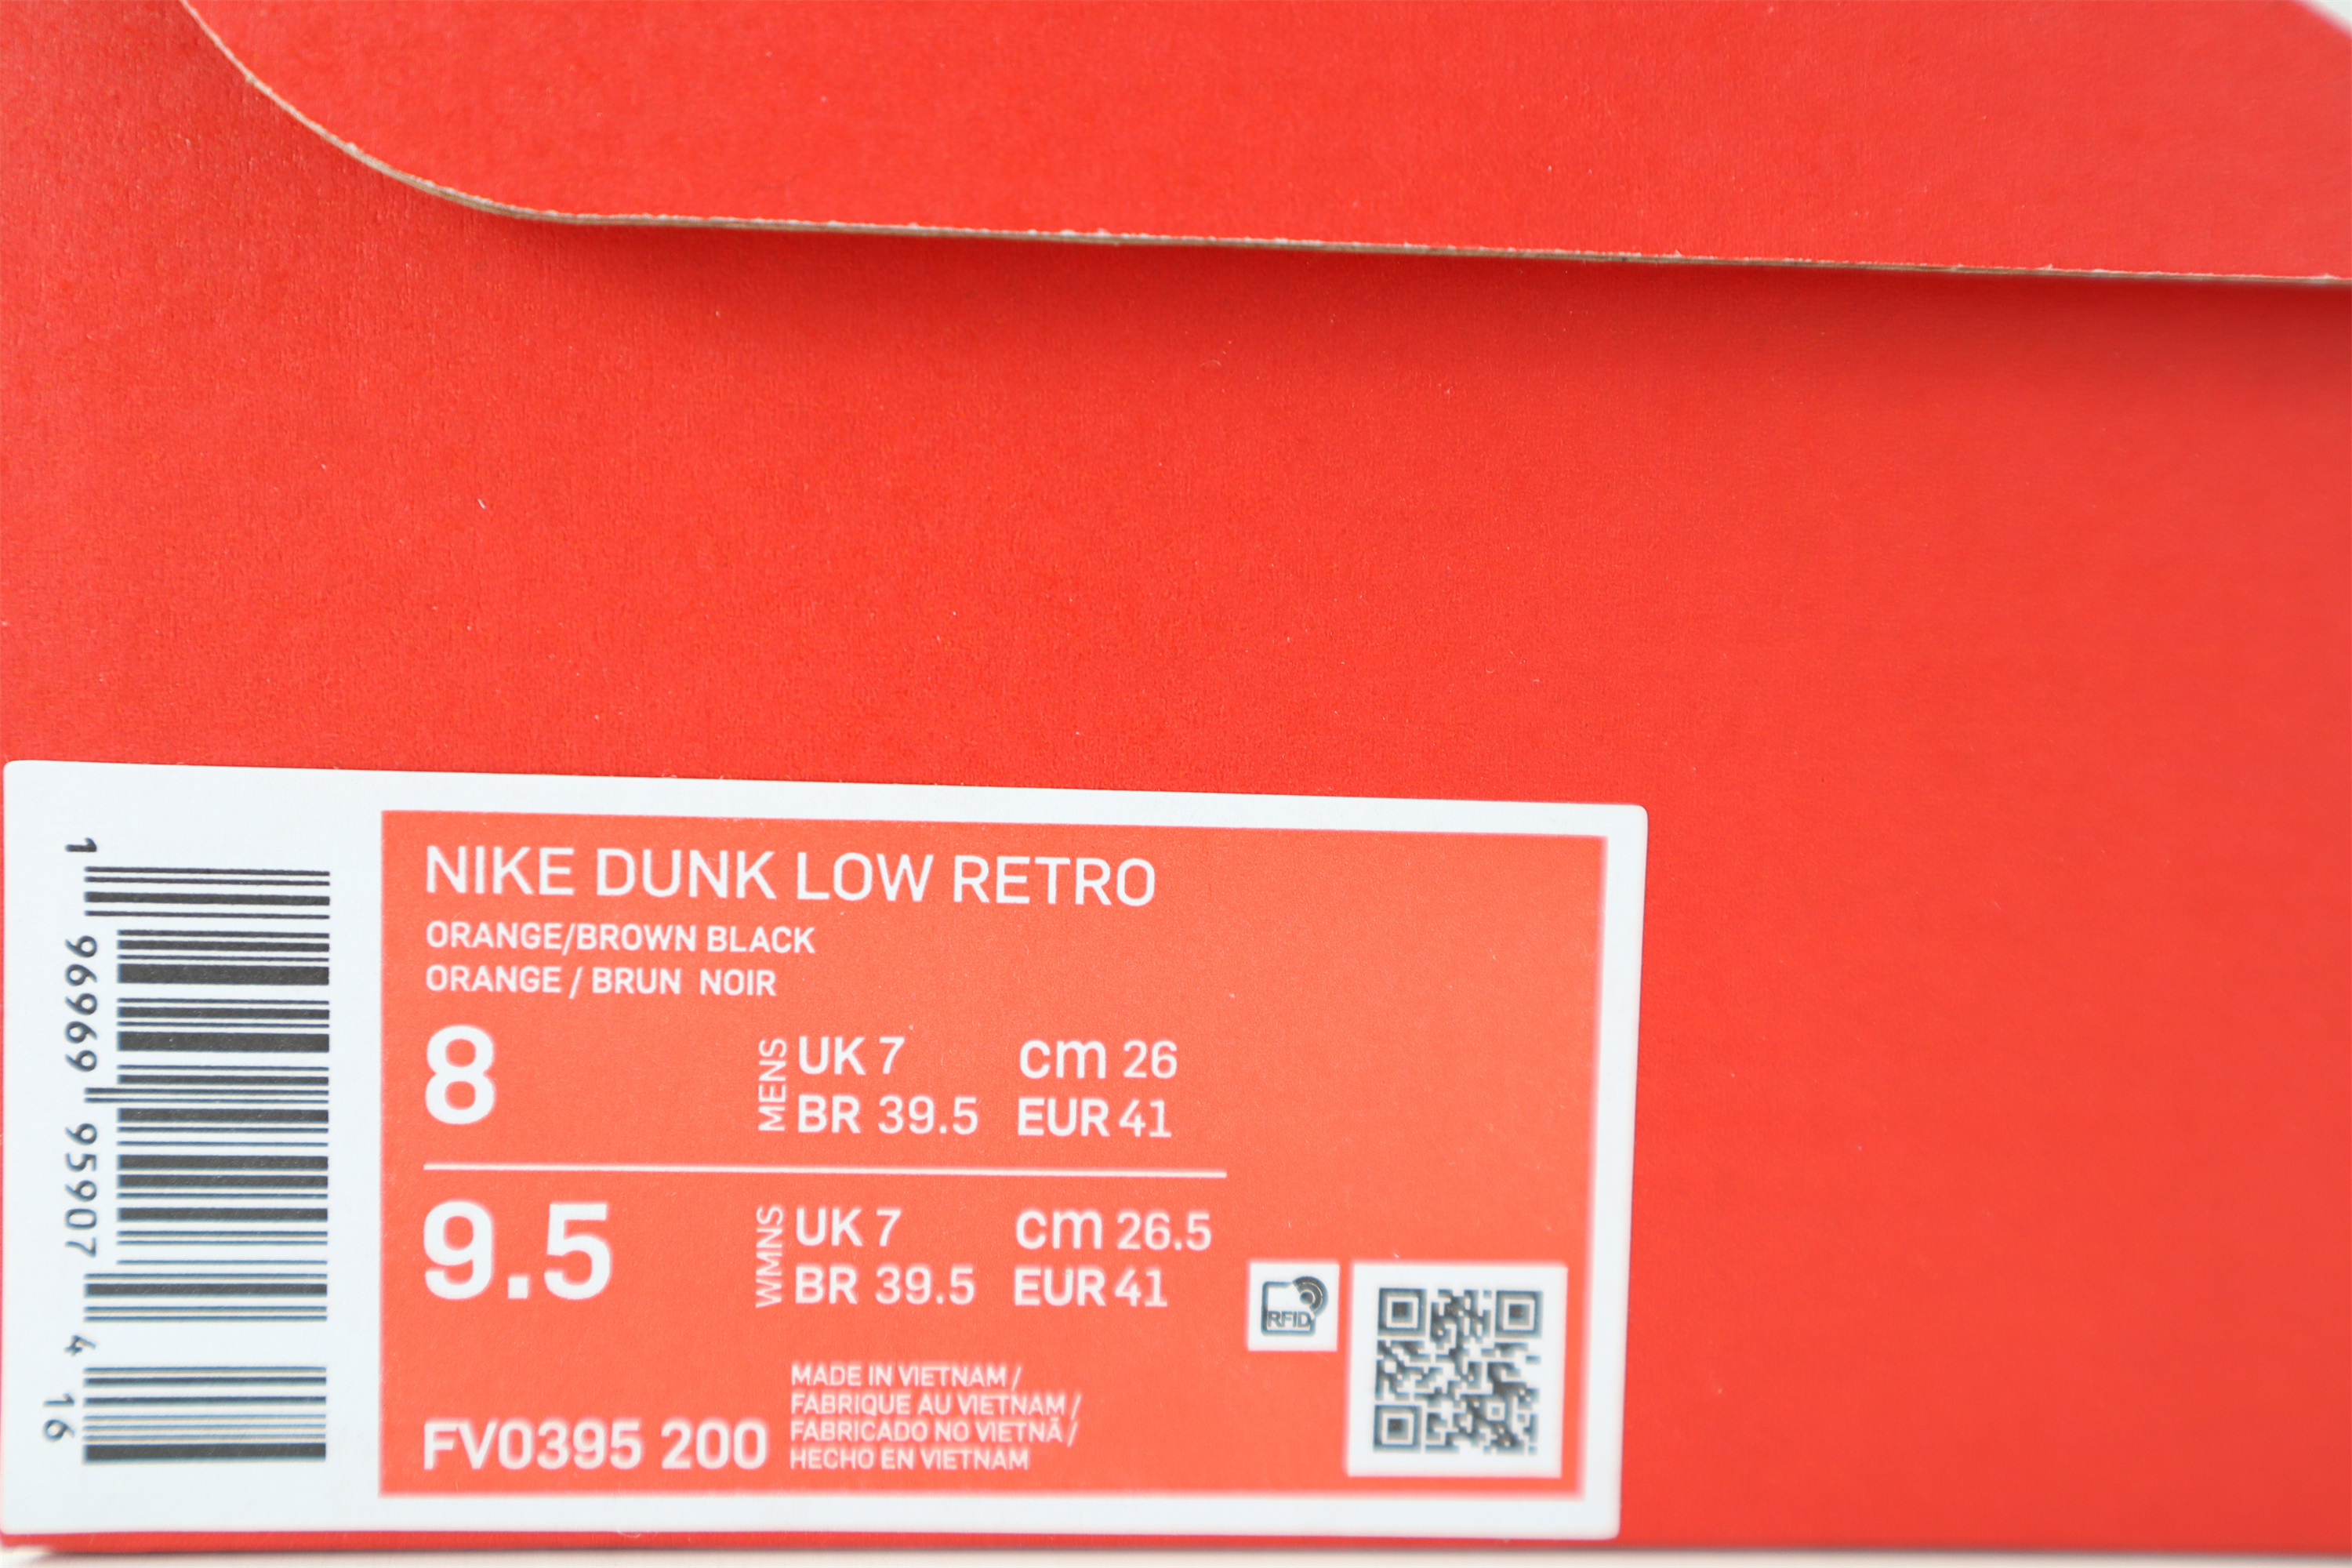 NIKE DUNK LOW RETRO
ORANGE/BROWN BLACK
ORANGE / BRUN NOIR
8
MENS
UK 7 cm 26
BR 39.5 EUR 41
9.5
WMNS
UK 7 cm 26.5
BR 39.5 EUR 41
RFID
FV0395 200
MADE IN VIETNAM /
FABRIQUE AU VIETNAM /
FABRICADO NO VIETNÃ /
HECHO EN VIETNAM
1 96969 95907 4 16